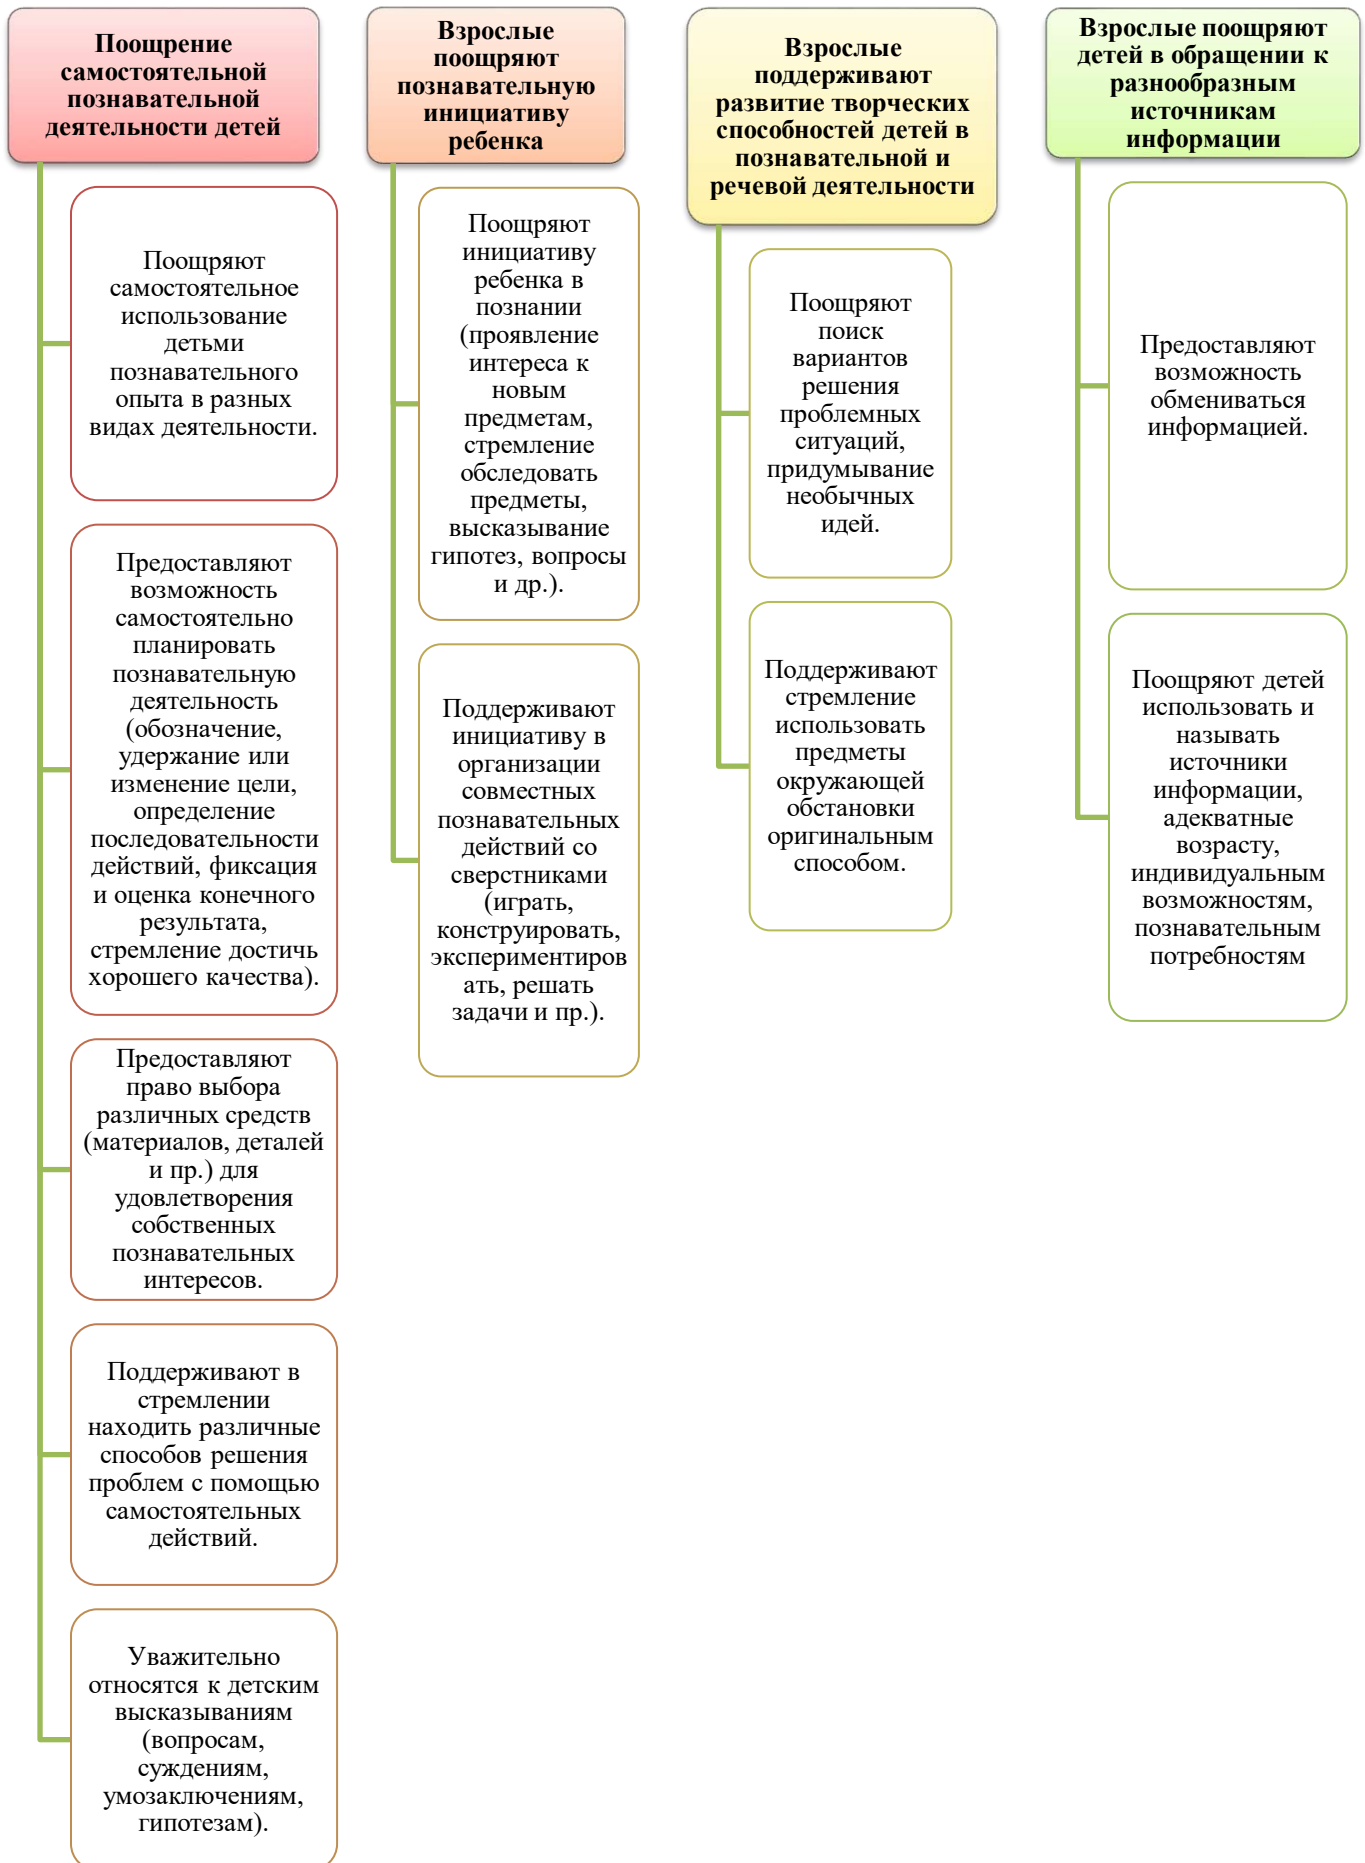 Поощрение
самостоятельной
познавательной
деятельности детей
Поощряют
самостоятельное
использование
детьми
познавательного
опыта в разных
видах деятельности.
Предоставляют
возможность
самостоятельно
планировать
познавательную
деятельность
(обозначение,
удержание или
изменение цели,
определение
последовательности
действий, фиксация
и оценка конечного
результата,
стремление достичь
хорошего качества).
Предоставляют
право выбора
различных средств
(материалов, деталей
и пр.) для
удовлетворения
собственных
познавательных
интересов.
Поддерживают в
стремлении
находить различные
способов решения
проблем с помощью
самостоятельных
действий.
Уважительно
относятся к детским
высказываниям
(вопросам,
суждениям,
умозаключениям,
гипотезам).
Взрослые
поощряют
познавательную
инициативу
ребенка
Поощряют
инициативу
ребенка в
познании
(проявление
интереса к
новым
предметам,
стремление
обследовать
предметы,
высказывание
гипотез, вопросы
и др.).
Поддерживают
инициативу в
организации
совместных
познавательных
действий со
сверстниками
(играть,
конструировать,
экспериментиров
ать, решать
задачи и пр.).
Взрослые
поддерживают
развитие творческих
способностей детей в
познавательной и
речевой деятельности
Поощряют
поиск
вариантов
решения
проблемных
ситуаций,
придумывание
необычных
идей.
Поддерживают
стремление
использовать
предметы
окружающей
обстановки
оригинальным
способом.
Взрослые поощряют
детей в обращении к
разнообразным
источникам
информации
Предоставляют
возможность
обмениваться
информацией.
Поощряют детей
использовать и
называть
источники
информации,
адекватные
возрасту,
индивидуальным
возможностям,
познавательным
потребностям